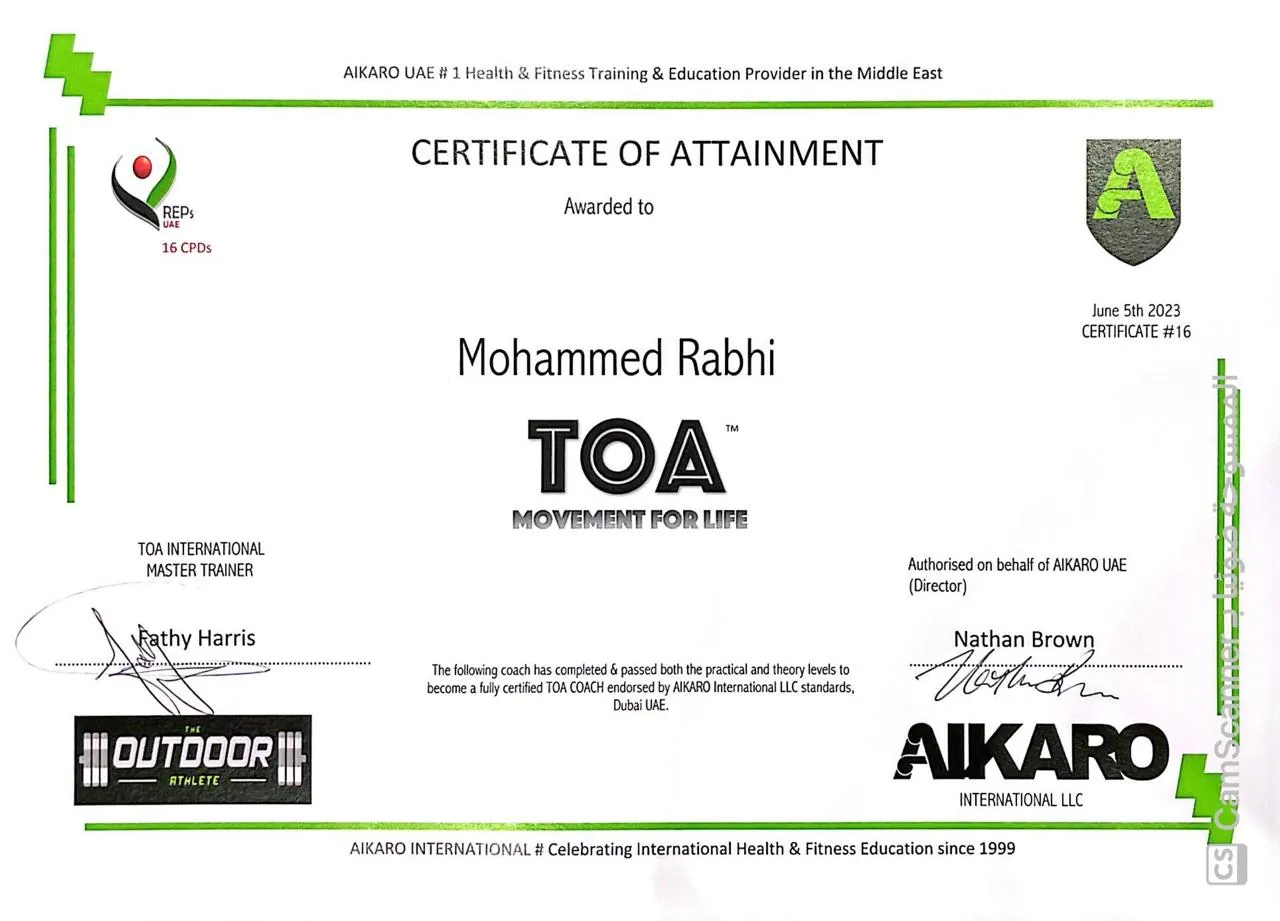 AIKARO UAE # 1 Health & Fitness Training & Education Provider in the Middle East
CERTIFICATE OF ATTAINMENT
Awarded to
REPs
UAE
16 CPDs
A
June 5th 2023
CERTIFICATE #16
Mohammed Rabhi
TOA™
MOVEMENT FOR LIFE
TOA INTERNATIONAL
MASTER TRAINER
Fathy Harris
THE
OUTDOOR
ATHLETE
The following coach has completed & passed both the practical and theory levels to
become a fully certified TOA COACH endorsed by AIKARO International LLC standards,
Dubai UAE.
Authorised on behalf of AIKARO UAE
(Director)
Nathan Brown
AIKARO
INTERNATIONAL LLC
AIKARO INTERNATIONAL # Celebrating International Health & Fitness Education since 1999
الممسوحة ضوئيا بـ CamScanner
CS